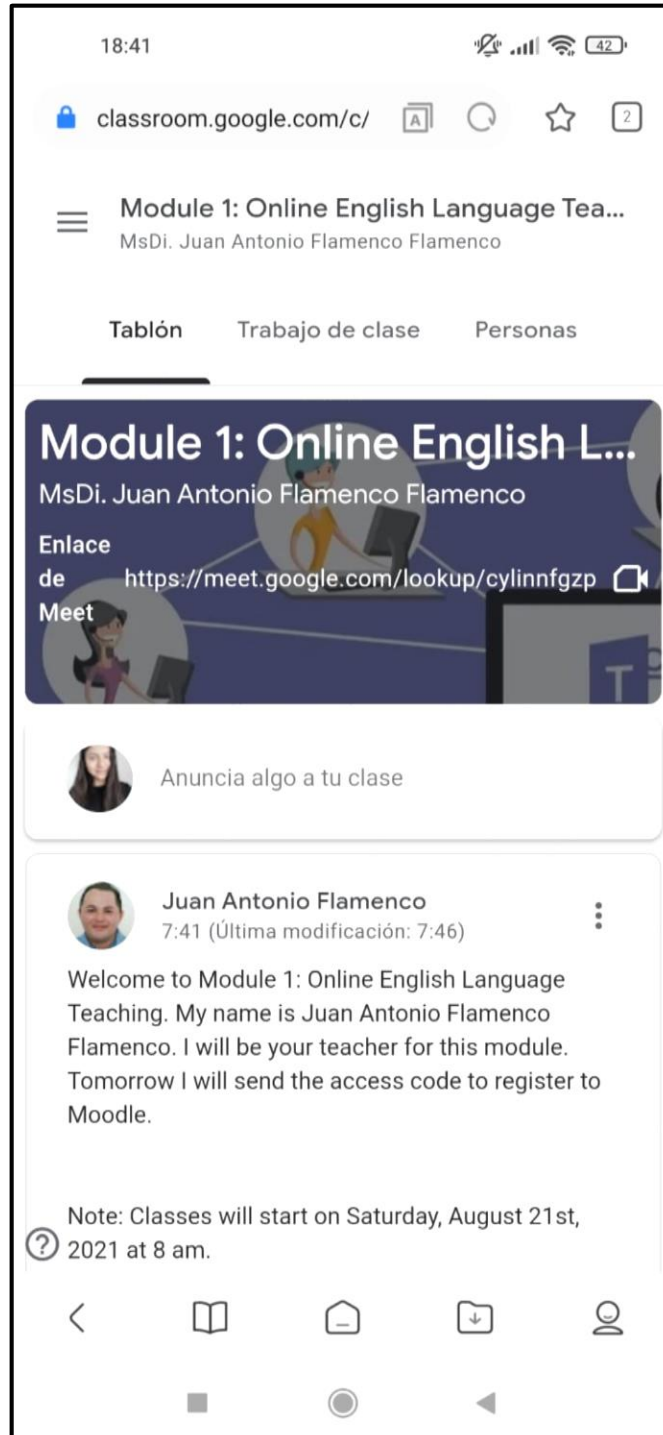 18:41
42
classroom.google.com/c/
A
2
Module 1: Online English Language Tea...
MsDi. Juan Antonio Flamenco Flamenco
Tablón Trabajo de clase Personas
Module 1: Online English L...
MsDi. Juan Antonio Flamenco Flamenco
Enlace
de https://meet.google.com/lookup/cylinnfgzp
Meet
T
Anuncia algo a tu clase
Juan Antonio Flamenco
7:41 (Última modificación: 7:46)
Welcome to Module 1: Online English Language
Teaching. My name is Juan Antonio Flamenco
Flamenco. I will be your teacher for this module.
Tomorrow I will send the access code to register to
Moodle.
Note: Classes will start on Saturday, August 21st,
? 2021 at 8 am.